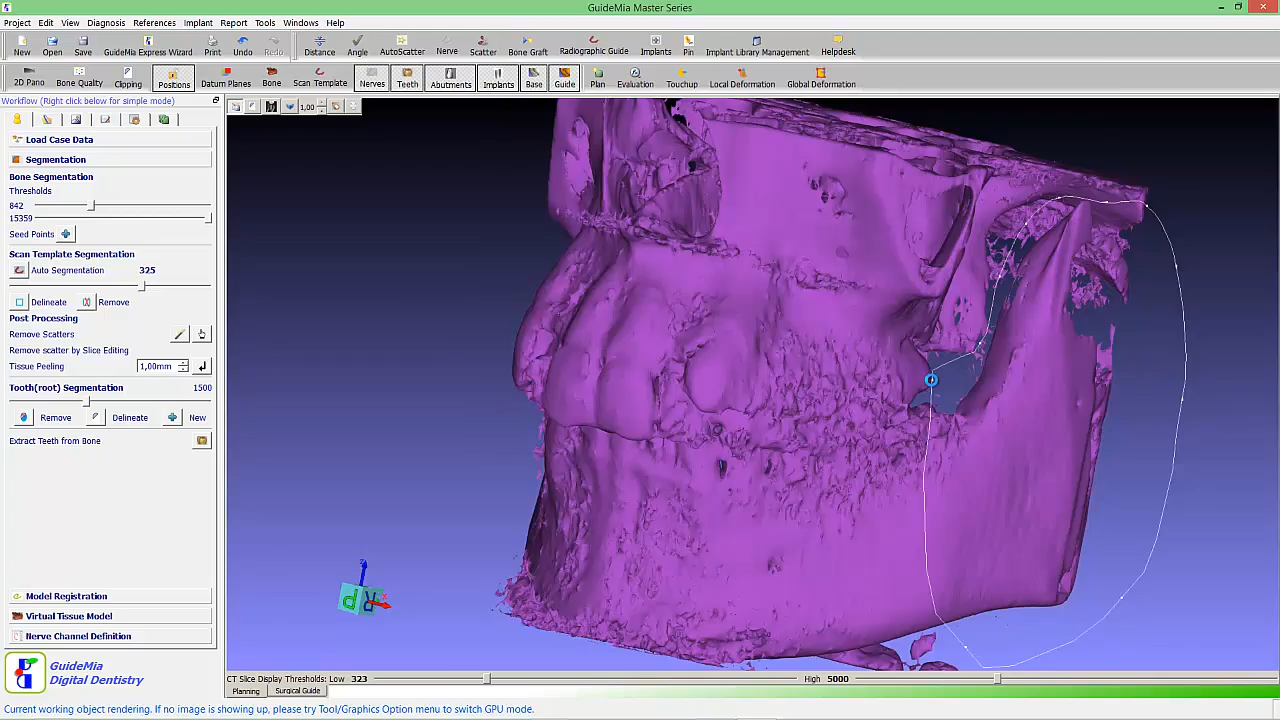 GuideMia Master Series
Project Edit View Diagnosis References Implant Report Tools Windows Help
New Open Save GuideMia Express Wizard Print Undo Redo Distance Angle AutoScatter Nerve Scatter Bone Graft Radiographic Guide Implants Pin Implant Library Management Helpdesk
2D Pano Bone Quality Clipping Positions Datum Planes Bone Scan Template Nerves Teeth Abutments Implants Base Guide Plan Evaluation Touchup Local Deformation Global Deformation
Workflow (Right click below for simple mode)
1,00
Load Case Data
Segmentation
Bone Segmentation
Thresholds
842
15359
Seed Points
Scan Template Segmentation
Auto Segmentation 325
Delineate Remove
Post Processing
Remove Scatters
Remove scatter by Slice Editing
Tissue Peeling 1,00mm
Tooth(root) Segmentation 1500
Remove Delineate New
Extract Teeth from Bone
Model Registration
Virtual Tissue Model
Nerve Channel Definition
GuideMia
Digital Dentistry
CT Slice Display Thresholds: Low 323 High 5000
Planning Surgical Guide
Current working object rendering. If no image is showing up, please try Tool/Graphics Option menu to switch GPU mode.